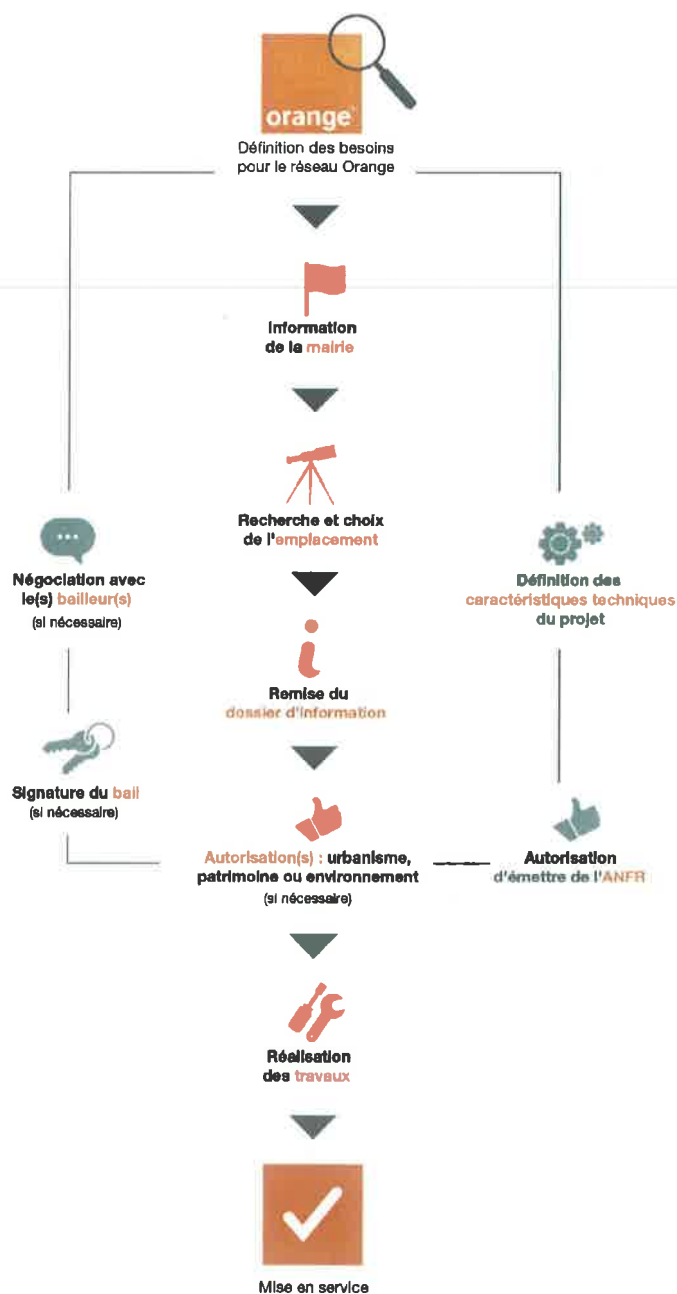 orange
Définition des besoins
pour le réseau Orange
Information
de la mairie
Recherche et choix
de l'emplacement
Négociation avec
le(s) bailleur(s)
(si nécessaire)
Définition des
caractéristiques techniques
du projet
Remise du
dossier d'information
Signature du bail
(si nécessaire)
Autorisation(s) : urbanisme,
patrimoine ou environnement
(si nécessaire)
Autorisation
d'émettre de l'ANFR
Réalisation
des travaux
Mise en service